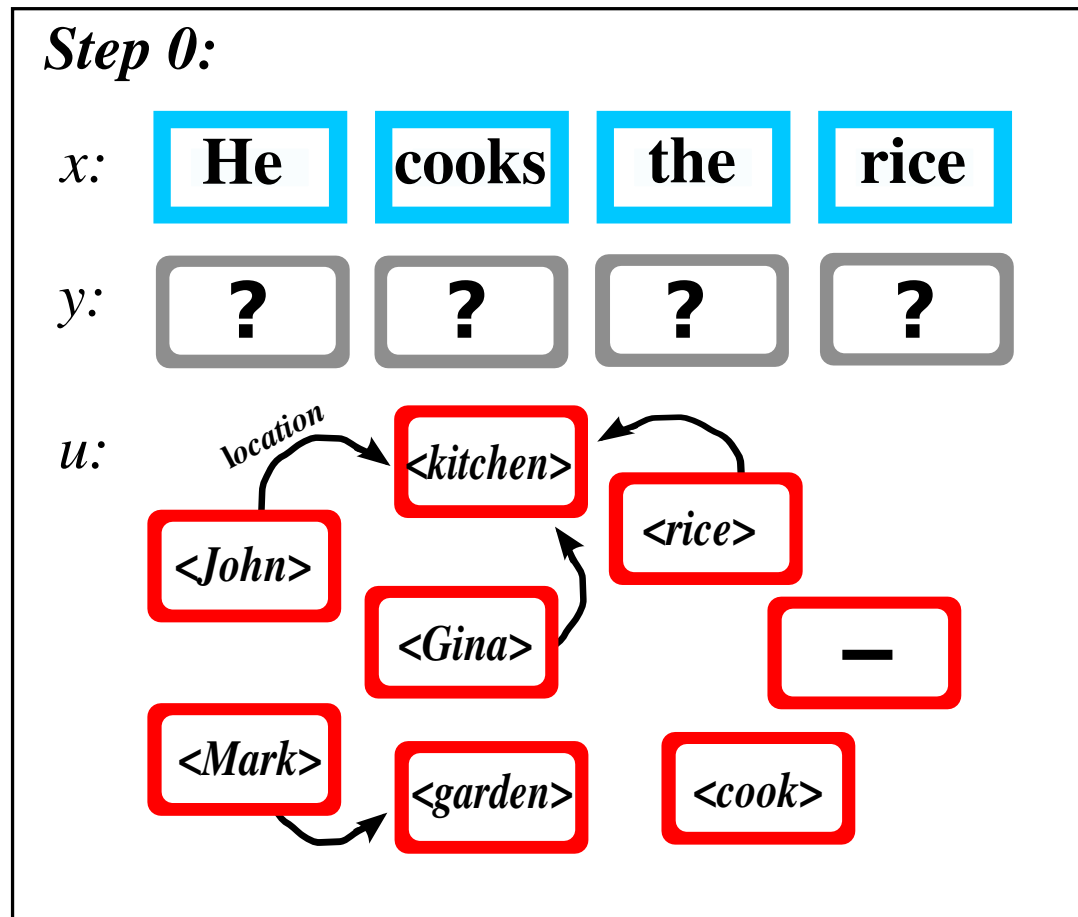 Step 0:
x: He cooks the rice
y: ? ? ? ?
u:
location
<kitchen>
<rice>
<John>
<Gina>
–
<Mark>
<garden>
<cook>